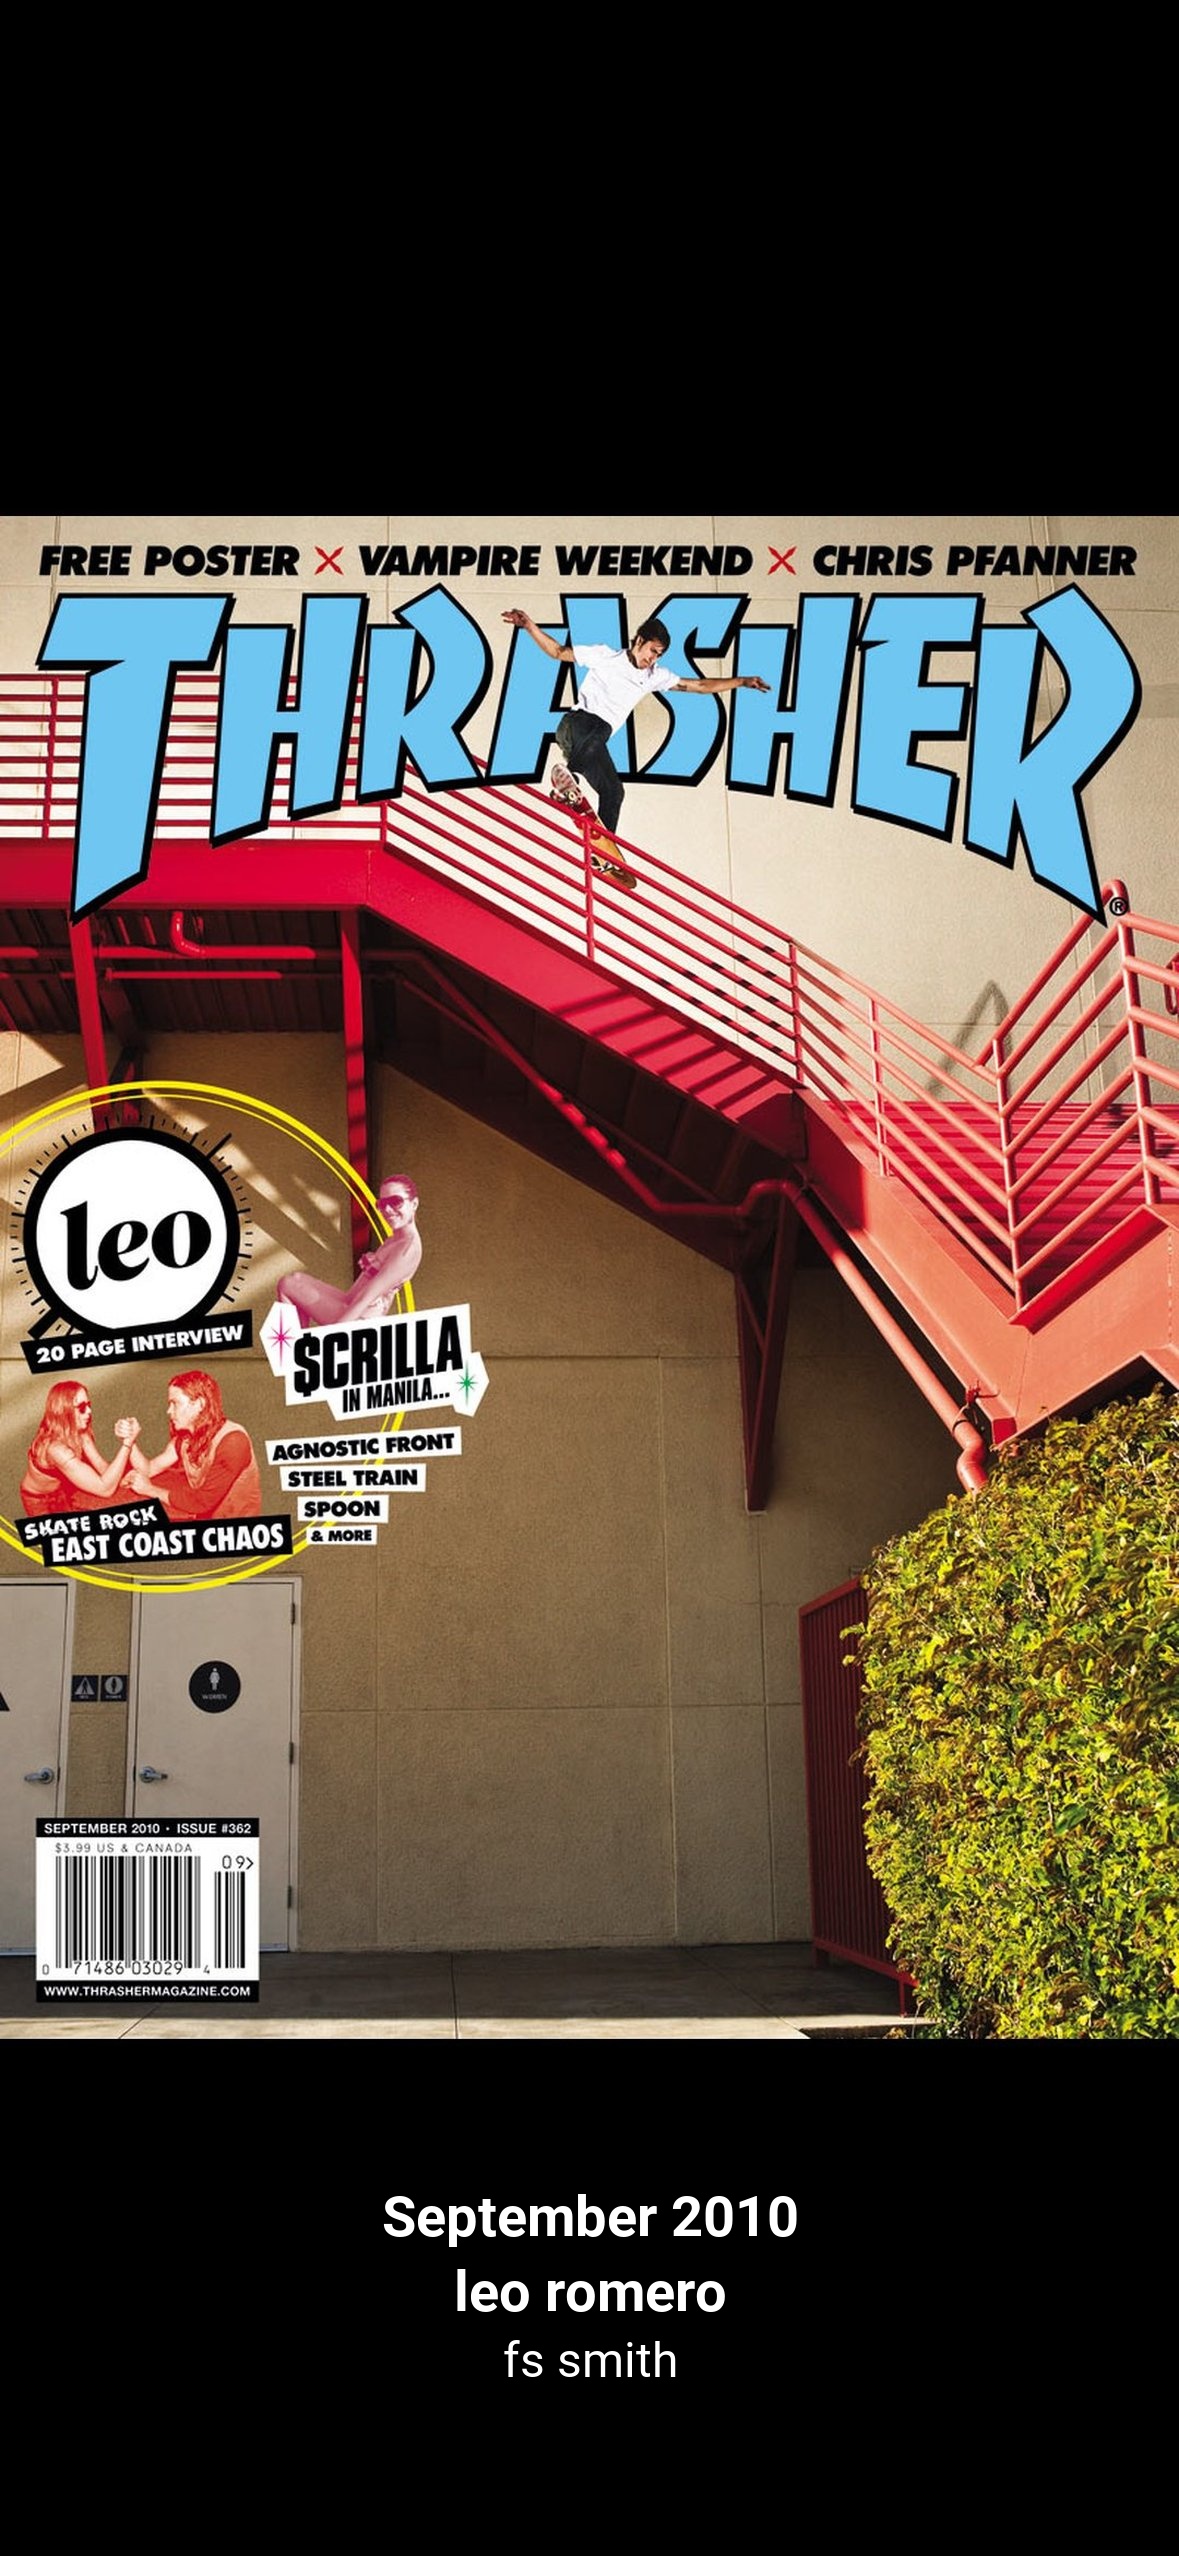 FREE POSTER X VAMPIRE WEEKEND X CHRIS PFANNER
THRASHER®
leo
20 PAGE INTERVIEW
$CRILLA
IN MANILA...
AGNOSTIC FRONT
STEEL TRAIN
SPOON
& MORE
SKATE ROCK
EAST COAST CHAOS
WOMEN
SEPTEMBER 2010 · ISSUE #362
$3.99 US & CANADA
09>
0 71486 03029 4
WWW.THRASHERMAGAZINE.COM
September 2010
leo romero
fs smith